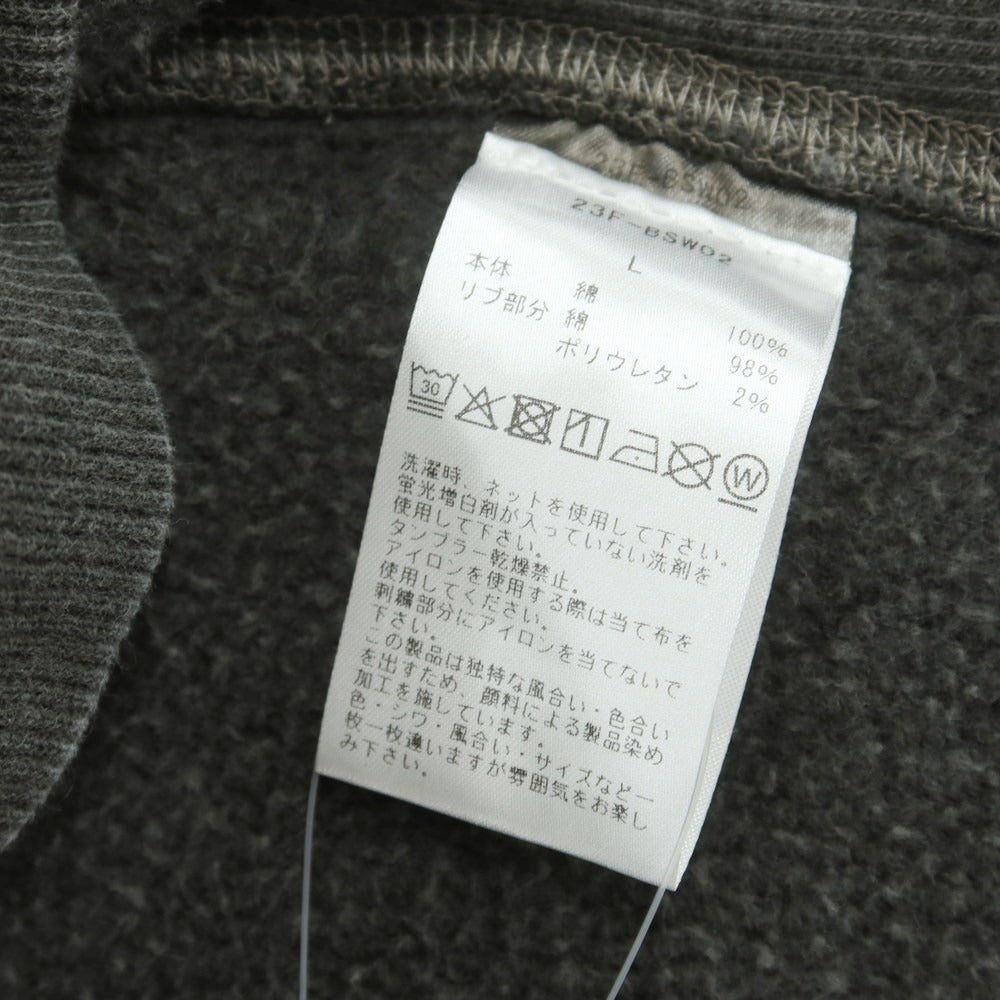 23F-BSW02
L
本体 綿 100%
リブ部分 綿 98%
ポリウレタン 2%
30
W
洗濯時、ネットを使用して下さい。
蛍光増白剤が入っていない洗剤を
使用して下さい。
タンブラー乾燥禁止。
アイロンを使用する際は当て布を
使用してください。
刺繍部分にアイロンを当てないで
下さい。
この製品は独特な風合い・色合い
を出すため、顔料による製品染め
加工を施しています。
色・シワ・風合い・サイズなど一
枚一枚違いますが雰囲気をお楽し
み下さい。